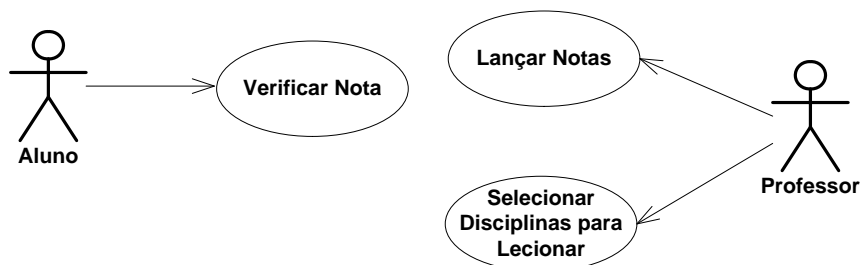 Lançar Notas
Verificar Nota
Aluno
Professor
Selecionar
Disciplinas para
Lecionar